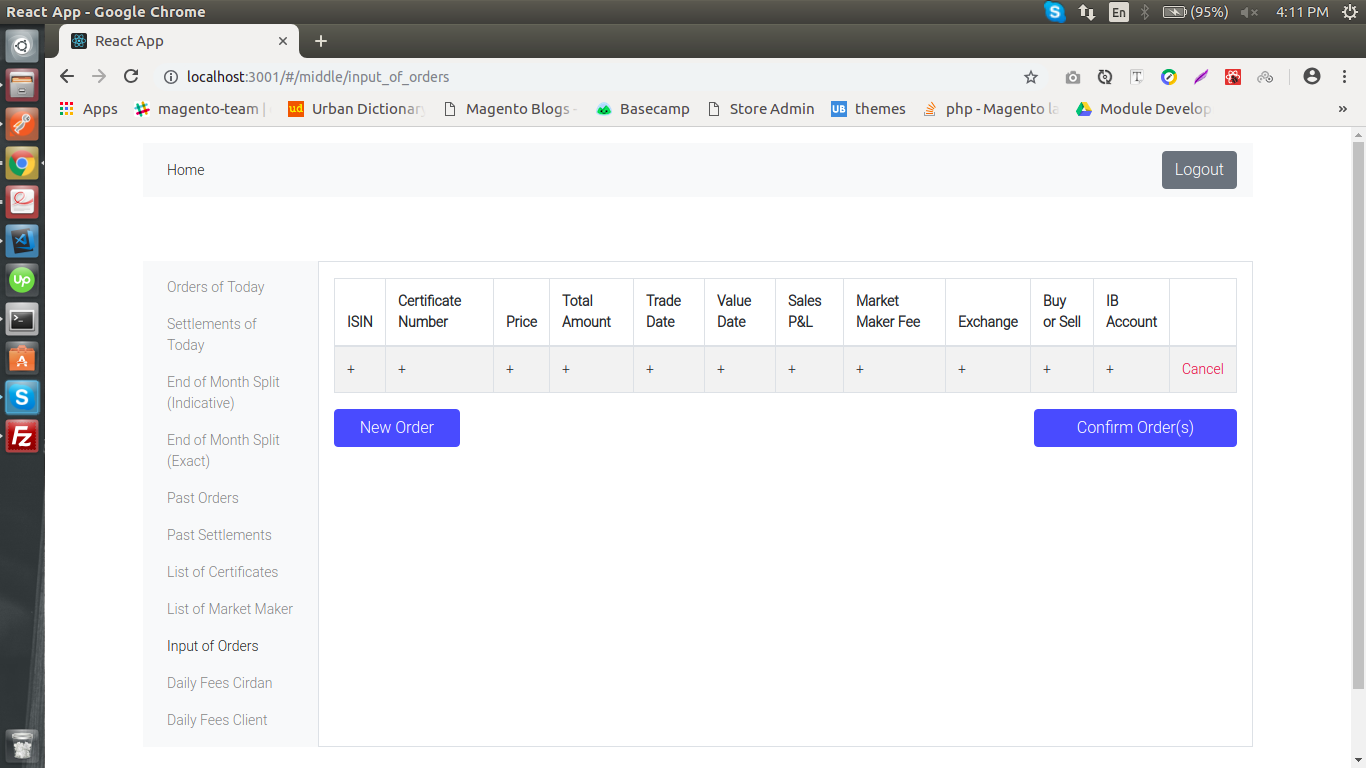 React App - Google Chrome
En
(95%)
4:11 PM
React App
localhost:3001/#/middle/input_of_orders
Apps
magento-team |
ud
Urban Dictionar
Magento Blogs -
Basecamp
Store Admin
UB
themes
php - Magento la
Module Develop
»
Home
Logout
Orders of Today
Settlements of
Today
End of Month Split
(Indicative)
End of Month Split
(Exact)
Past Orders
Past Settlements
List of Certificates
List of Market Maker
Input of Orders
Daily Fees Cirdan
Daily Fees Client
ISIN
Certificate
Number
Price
Total
Amount
Trade
Date
Value
Date
Sales
P&L
Market
Maker Fee
Exchange
Buy
or Sell
IB
Account
+ + + + + + + + + + + Cancel
New Order
Confirm Order(s)
Up
S
Fz